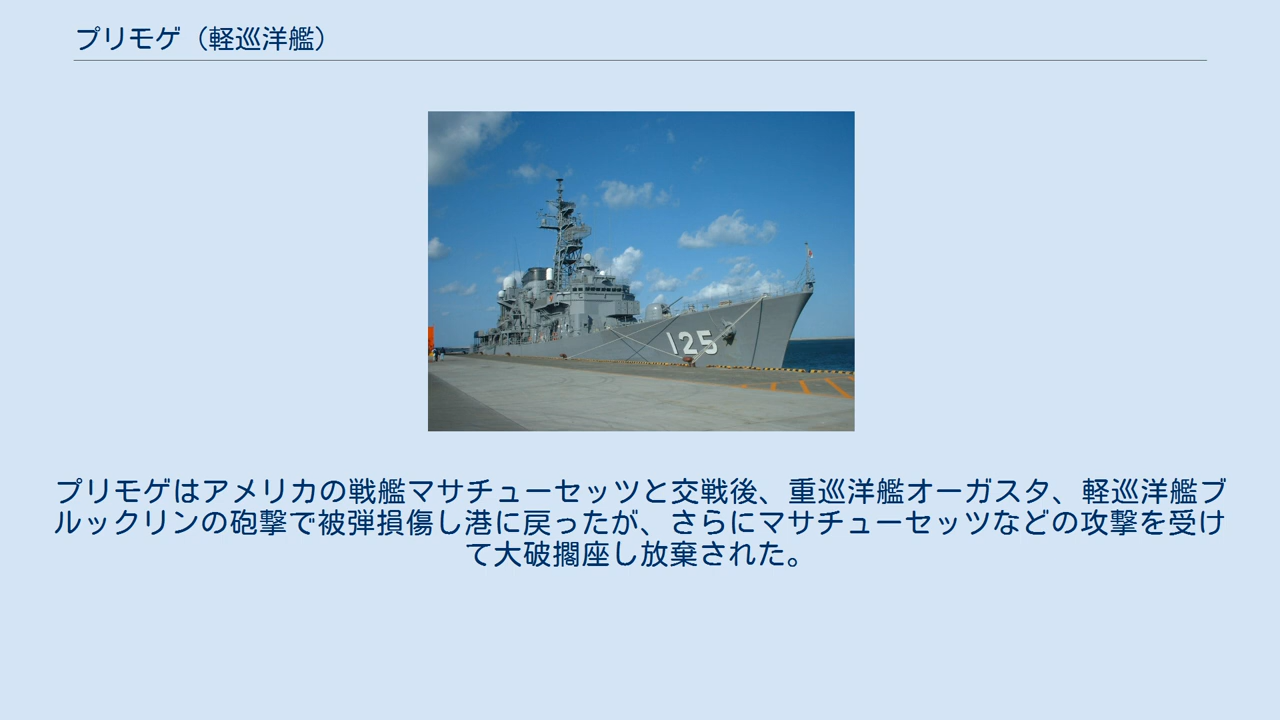 プリモゲ（軽巡洋艦）
125
プリモゲはアメリカの戦艦マサチューセッツと交戦後、重巡洋艦オーガスタ、軽巡洋艦ブ
ルックリンの砲撃で被弾損傷し港に戻ったが、さらにマサチューセッツなどの攻撃を受け
て大破擱座し放棄された。